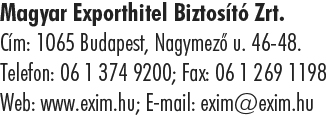 Magyar Exporthitel Biztosító Zrt.
Cím: 1065 Budapest, Nagymező u. 46-48.
Telefon: 06 1 374 9200; Fax: 06 1 269 1198
Web: www.exim.hu; E-mail: exim@exim.hu